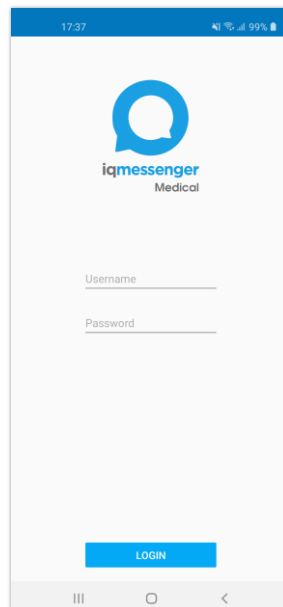 17:37 99%
iqmessenger
Medical
Username
Password
LOGIN